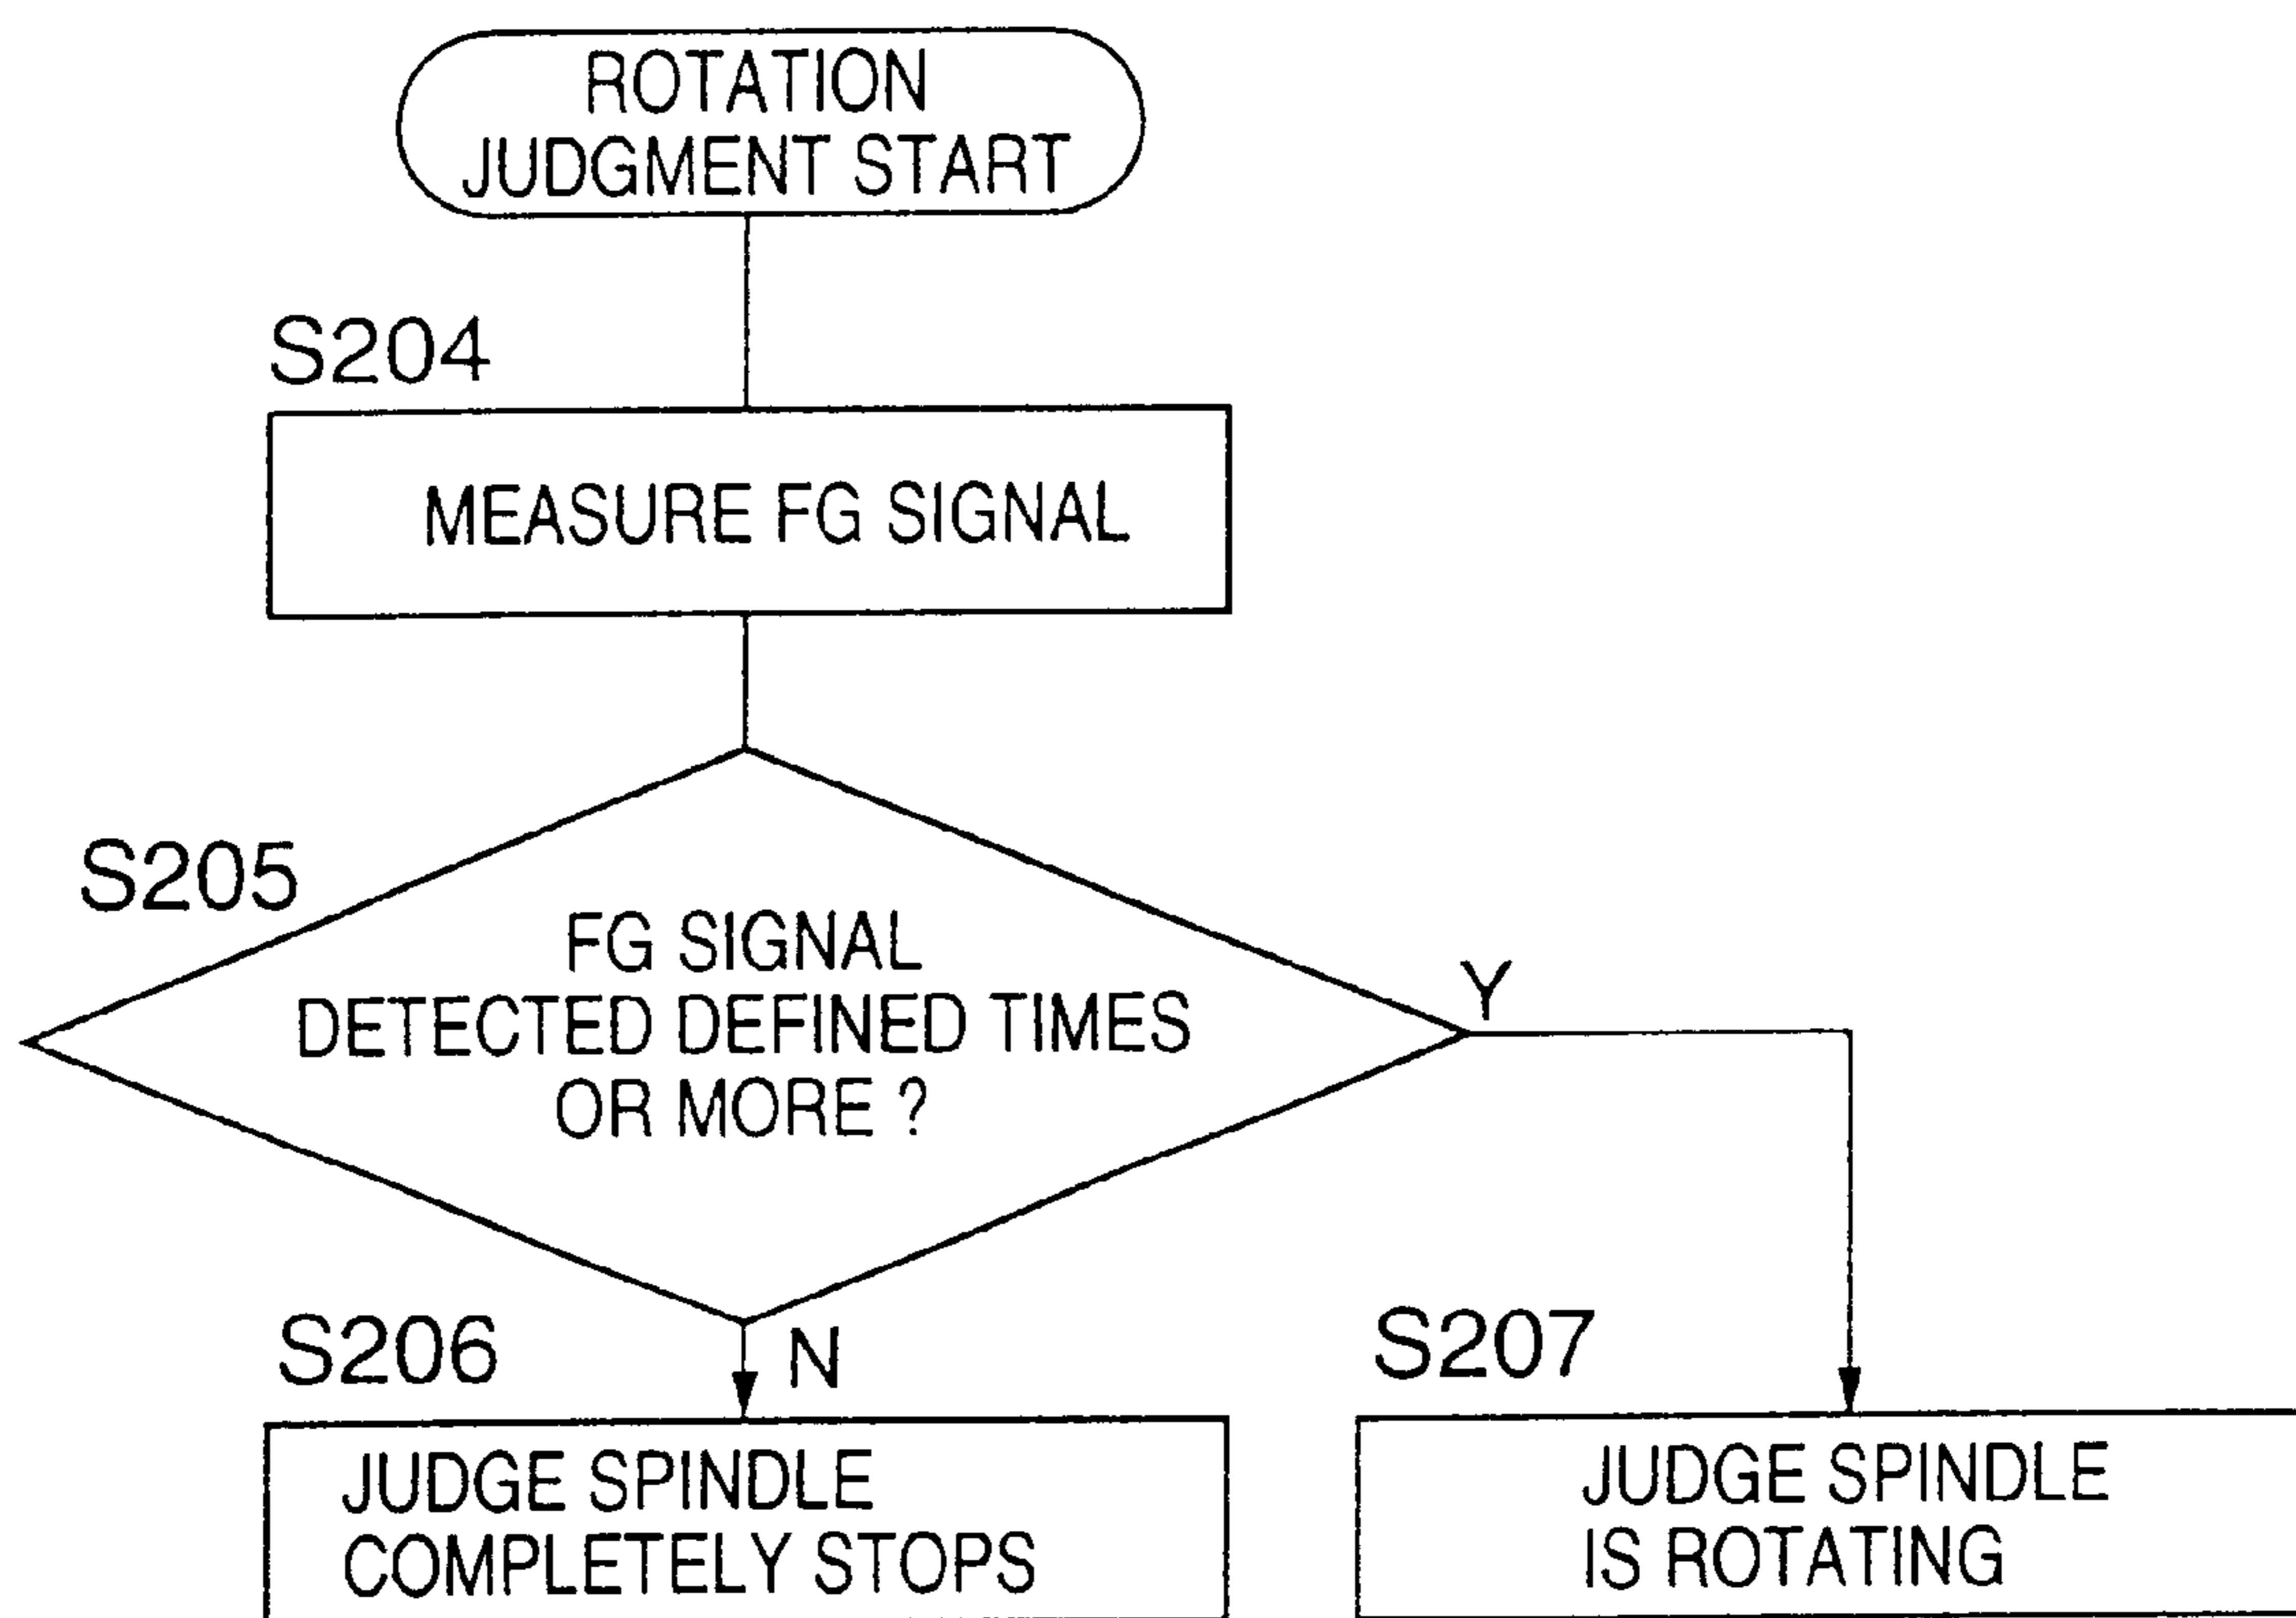 ROTATION
JUDGMENT START
S204
MEASURE FG SIGNAL
S205
FG SIGNAL
DETECTED DEFINED TIMES
OR MORE ?
Y
N
S206
JUDGE SPINDLE
COMPLETELY STOPS
S207
JUDGE SPINDLE
IS ROTATING